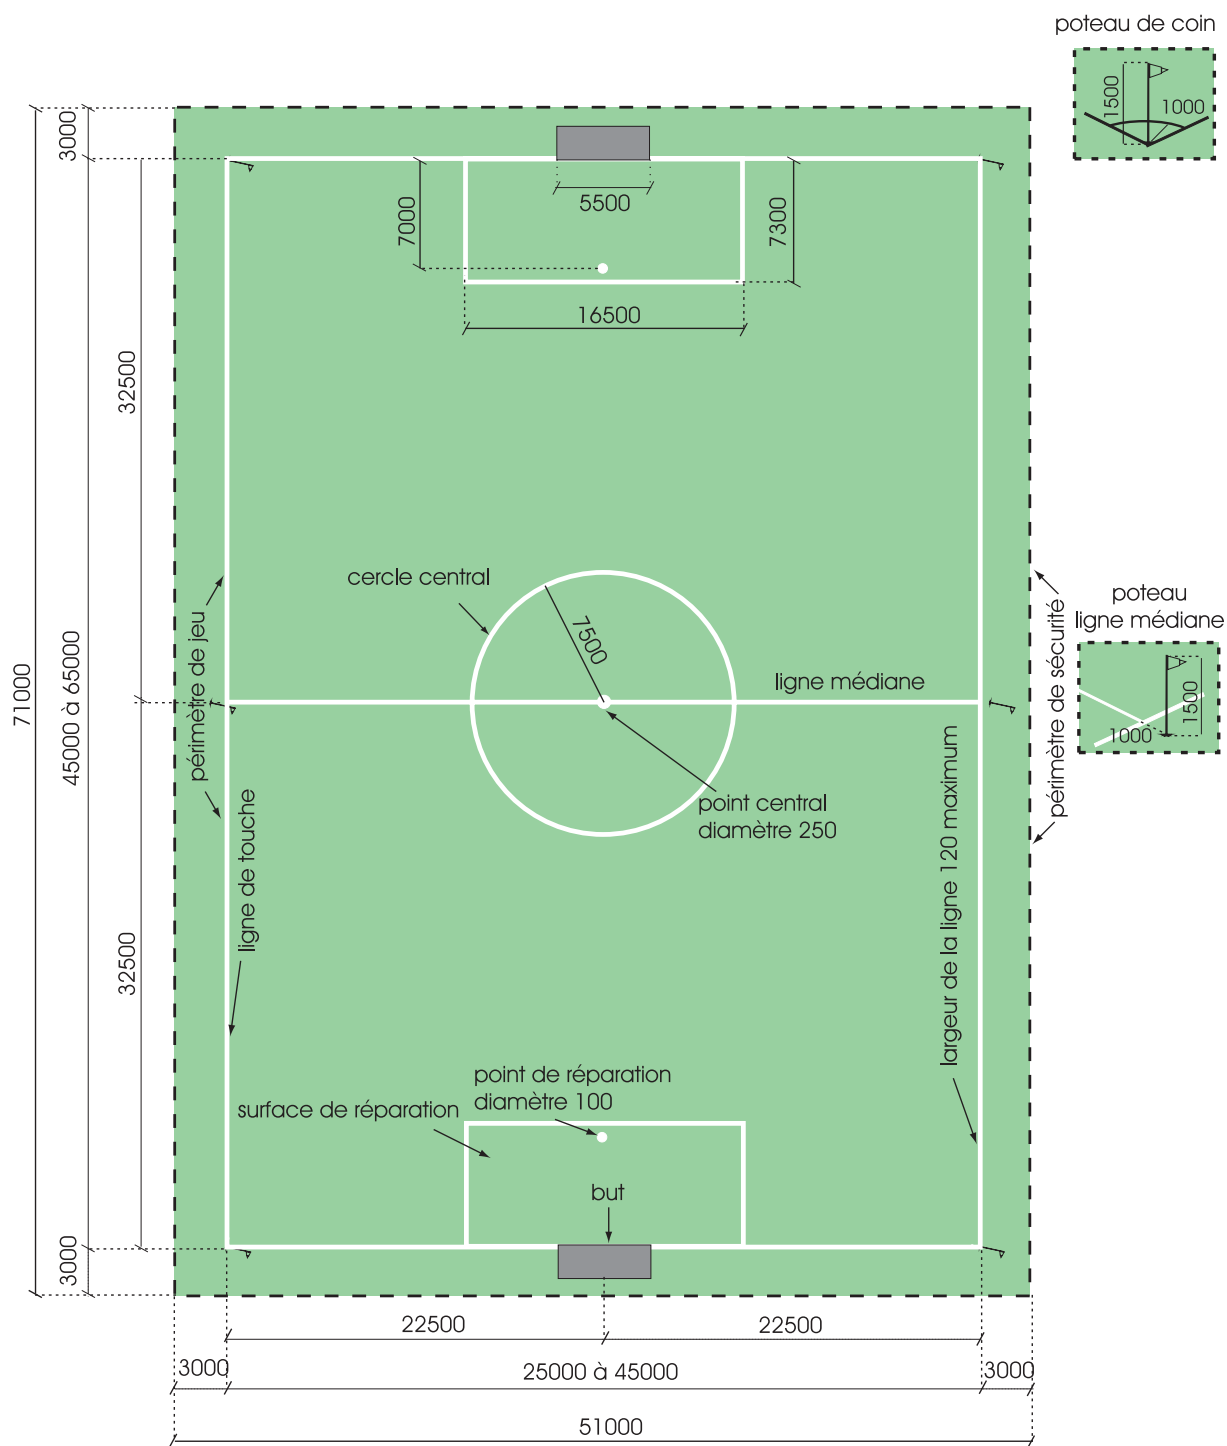 poteau de coin
1500
1000
3000
5500
7000
7300
16500
32500
cercle central
7500
périmètre de jeu
ligne médiane
périmètre de sécurité
poteau
ligne médiane
1500
1000
71000
45000 à 65000
point central
diamètre 250
ligne de touche
largeur de la ligne 120 maximum
32500
point de réparation
diamètre 100
surface de réparation
but
3000
22500
22500
3000
25000 à 45000
3000
51000